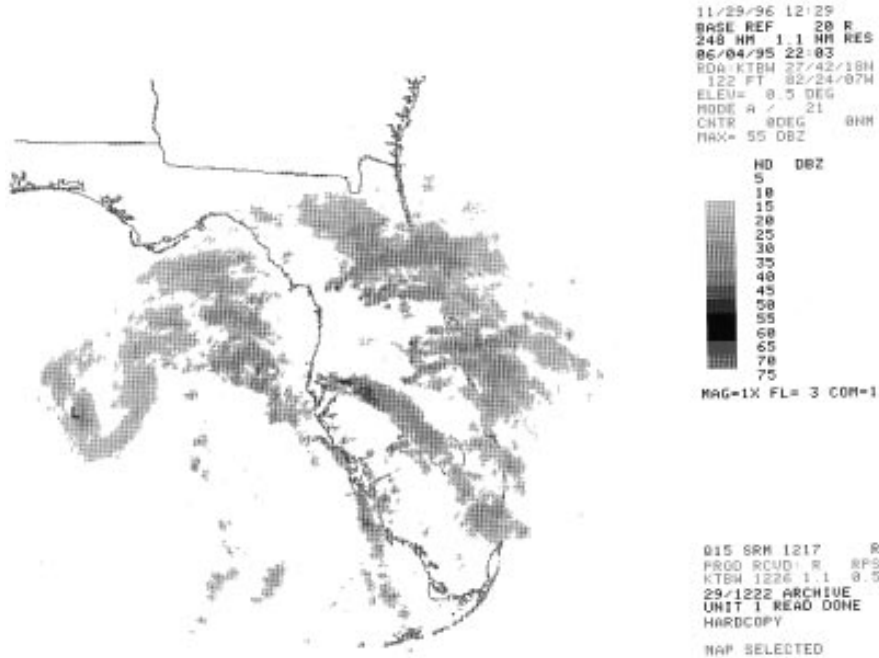 11/29/96 12:29
BASE REF 20 R
248 NM 1.1 NM RES
06/04/95 22:03
RDA:KTBW 27/42/18N
122 FT 82/24/07W
ELEV= 0.5 DEG
MODE A / 21
CNTR 0DEG 0NM
MAX= 55 DBZ
ND DBZ
5
10
15
20
25
30
35
40
45
50
55
60
65
70
75
MAG=1X FL= 3 COM=1
Q15 SRM 1217 R
PROD RCVD: R RPS
KTBW 1226 1.1 0.5
29/1222 ARCHIVE
UNIT 1 READ DONE
HARDCOPY
MAP SELECTED